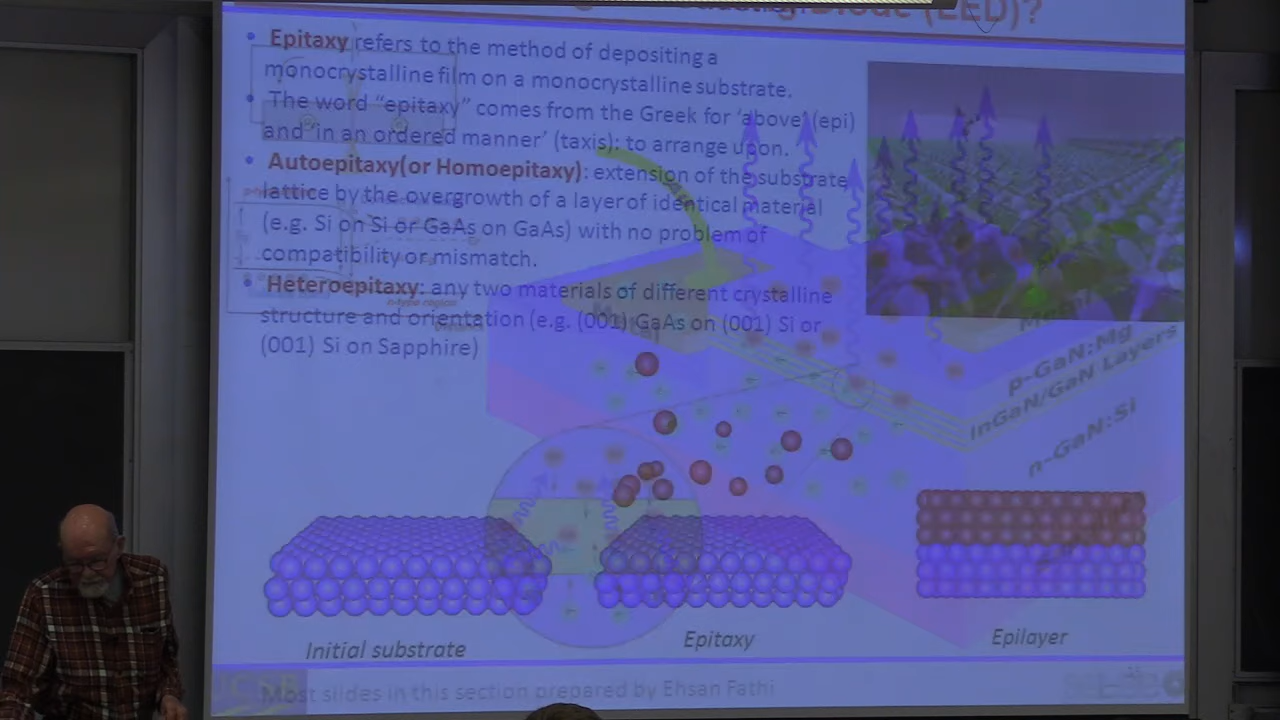 Diode (LED)?
• Epitaxy refers to the method of depositing a
monocrystalline film on a monocrystalline substrate.
• The word "epitaxy" comes from the Greek for 'above' (epi)
and 'in an ordered manner' (taxis): to arrange upon.
• Autoepitaxy(or Homoepitaxy): extension of the substrate
lattice by the overgrowth of a layer of identical material
(e.g. Si on Si or GaAs on GaAs) with no problem of
compatibility or mismatch.
• Heteroepitaxy: any two materials of different crystalline
structure and orientation (e.g. (001) GaAs on (001) Si or
(001) Si on Sapphire)
n-type region
p-GaN:Mg
InGaN/GaN Layers
n-GaN:Si
Initial substrate
Epitaxy
Epilayer
Most slides in this section prepared by Ehsan Fathi